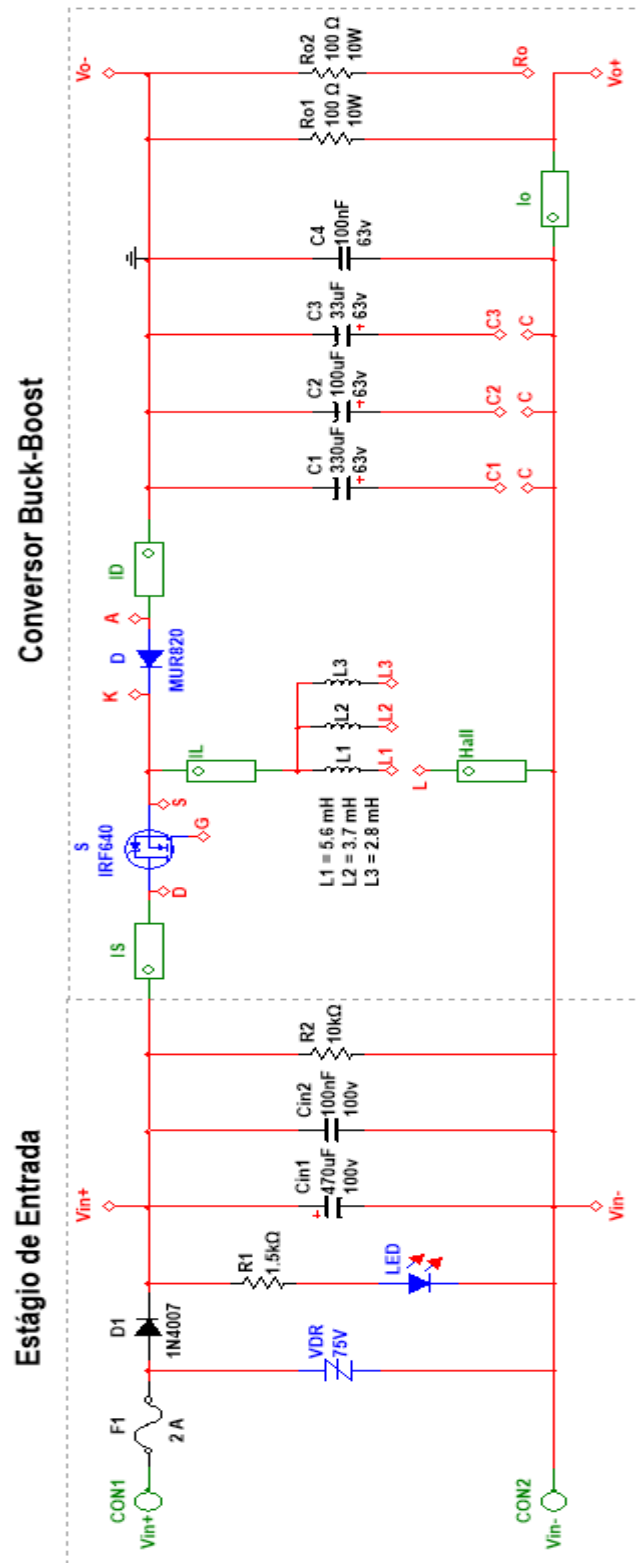 Estágio de Entrada
Conversor Buck-Boost
CON1
Vin+
F1
2 A
D1
1N4007
VDR
75V
R1
1.5kΩ
LED
Vin+
Cin1
470uF
100v
Cin2
100nF
100v
R2
10kΩ
Vin-
CON2
Vin-
IS
S
IRF640
D
S
G
K
D
A
MUR820
ID
IL
L1
L2
L3
L1
L2
L3
L
L1 = 5.6 mH
L2 = 3.7 mH
L3 = 2.8 mH
Hall
C1
330uF
+
63v
C2
100uF
+
63v
C3
33uF
+
63v
C4
100nF
63v
C1
C
C2
C
C3
C
Io
Vo-
Ro1
100 Ω
10W
Ro2
100 Ω
10W
Ro
Vo+